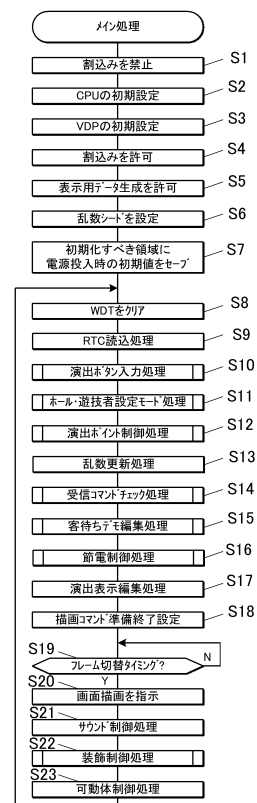 メイン処理
割込みを禁止
S1
CPUの初期設定
S2
VDPの初期設定
S3
割込を許可
S4
表示用データ生成を許可
S5
乱数シードを設定
S6
初期化すべき領域に
電源投入時の初期値をセーブ
S7
WDTをクリア
S8
RTC読込処理
S9
演出ボタン入力処理
S10
ホール・遊技者設定モード処理
S11
演出ポイント制御処理
S12
乱数更新処理
S13
受信コマンドチェック処理
S14
客待ちデモ編集処理
S15
節電制御処理
S16
演出表示編集処理
S17
描画コマンド準備終了設定
S18
S19
フレーム切替タイミング?
N
Y
S20
画面描画を指示
S21
サウンド制御処理
S22
装飾制御処理
S23
可動体制御処理